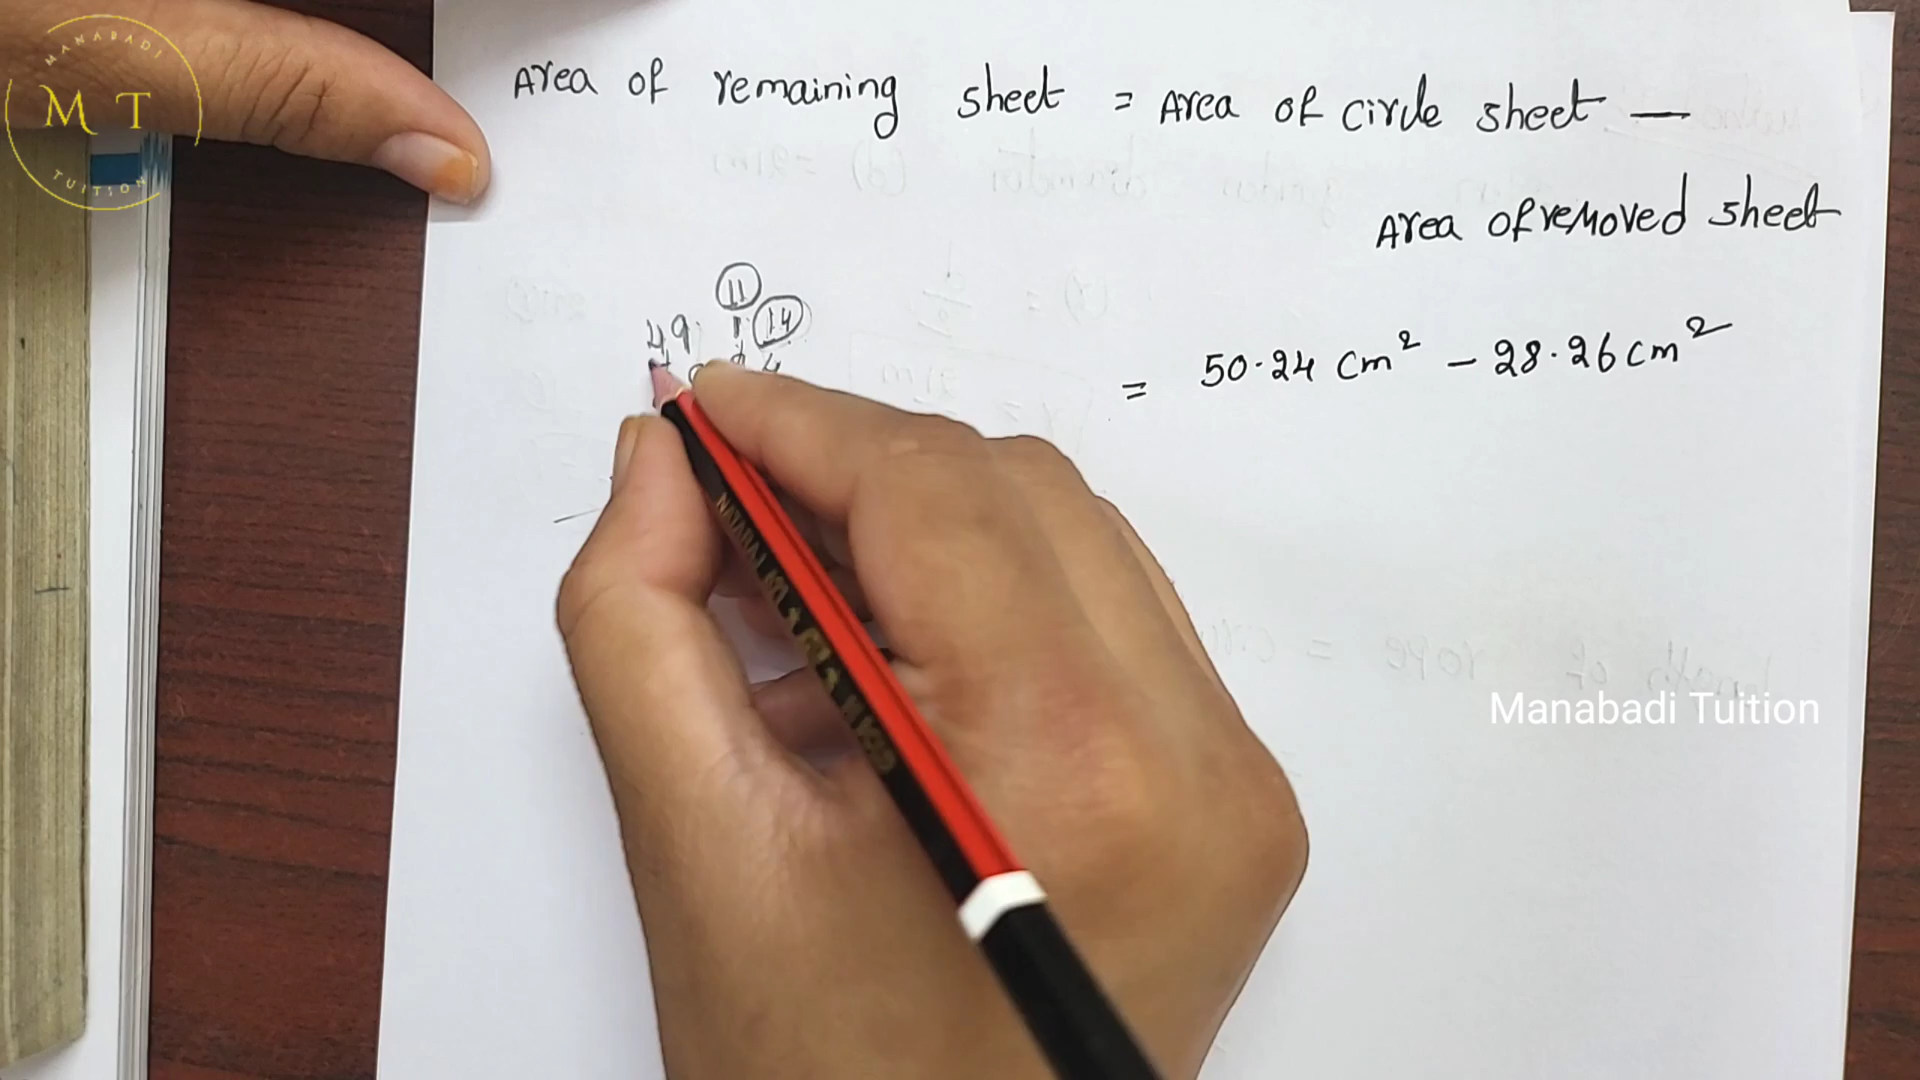 MANABADI
M T
TUITION
Area of remaining sheet = Area of circle sheet —
Area of removed sheet
11
49 14
= 50.24 cm² - 28.26 cm²
NATARAJ
Manabadi Tuition